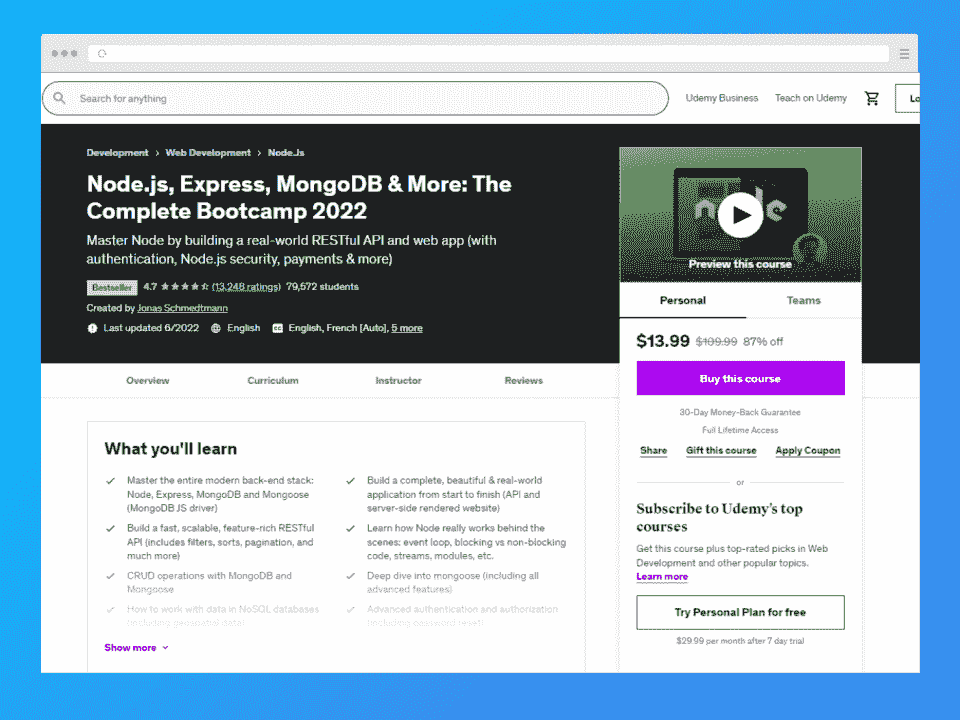 Search for anything
Udemy Business
Teach on Udemy
Lo
Development > Web Development > Node.Js
Node.js, Express, MongoDB & More: The
Complete Bootcamp 2022
Master Node by building a real-world RESTful API and web app (with
authentication, Node.js security, payments & more)
Bestseller 4.7 (13,248 ratings) 79,572 students
Created by Jonas Schmedtmann
Last updated 6/2022 English English, French [Auto], 5 more
node
Preview this course
Personal
Teams
$13.99 $109.99 87% off
Buy this course
30-Day Money-Back Guarantee
Full Lifetime Access
Share Gift this course Apply Coupon
or
Subscribe to Udemy's top
courses
Get this course plus top-rated picks in Web
Development and other popular topics.
Learn more
Try Personal Plan for free
$29.99 per month after 7 day trial
Overview Curriculum Instructor Reviews
What you'll learn
Master the entire modern back-end stack:
Node, Express, MongoDB and Mongoose
(MongoDB JS driver)
Build a fast, scalable, feature-rich RESTful
API (includes filters, sorts, pagination, and
much more)
CRUD operations with MongoDB and
Mongoose
How to work with data in NoSQL databases
(including geospatial data)
Build a complete, beautiful & real-world
application from start to finish (API and
server-side rendered website)
Learn how Node really works behind the
scenes: event loop, blocking vs non-blocking
code, streams, modules, etc.
Deep dive into mongoose (including all
advanced features)
Advanced authentication and authorization
(including password reset)
Show more